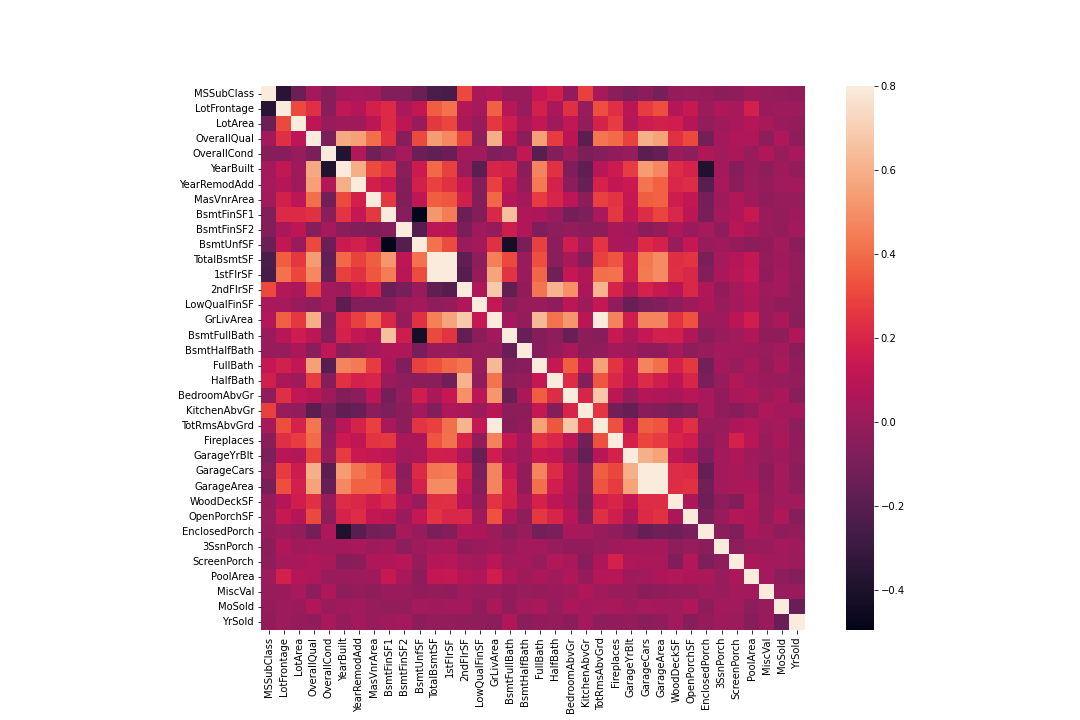 MSSubClass
LotFrontage
LotArea
OverallQual
OverallCond
YearBuilt
YearRemodAdd
MasVnrArea
BsmtFinSF1
BsmtFinSF2
BsmtUnfSF
TotalBsmtSF
1stFlrSF
2ndFlrSF
LowQualFinSF
GrLivArea
BsmtFullBath
BsmtHalfBath
FullBath
HalfBath
BedroomAbvGr
KitchenAbvGr
TotRmsAbvGrd
Fireplaces
GarageYrBlt
GarageCars
GarageArea
WoodDeckSF
OpenPorchSF
EnclosedPorch
3SsnPorch
ScreenPorch
PoolArea
MiscVal
MoSold
YrSold
MSSubClass
LotFrontage
LotArea
OverallQual
OverallCond
YearBuilt
YearRemodAdd
MasVnrArea
BsmtFinSF1
BsmtFinSF2
BsmtUnfSF
TotalBsmtSF
1stFlrSF
2ndFlrSF
LowQualFinSF
GrLivArea
BsmtFullBath
BsmtHalfBath
FullBath
HalfBath
BedroomAbvGr
KitchenAbvGr
TotRmsAbvGrd
Fireplaces
GarageYrBlt
GarageCars
GarageArea
WoodDeckSF
OpenPorchSF
EnclosedPorch
3SsnPorch
ScreenPorch
PoolArea
MiscVal
MoSold
YrSold
0.8
0.6
0.4
0.2
0.0
−0.2
−0.4